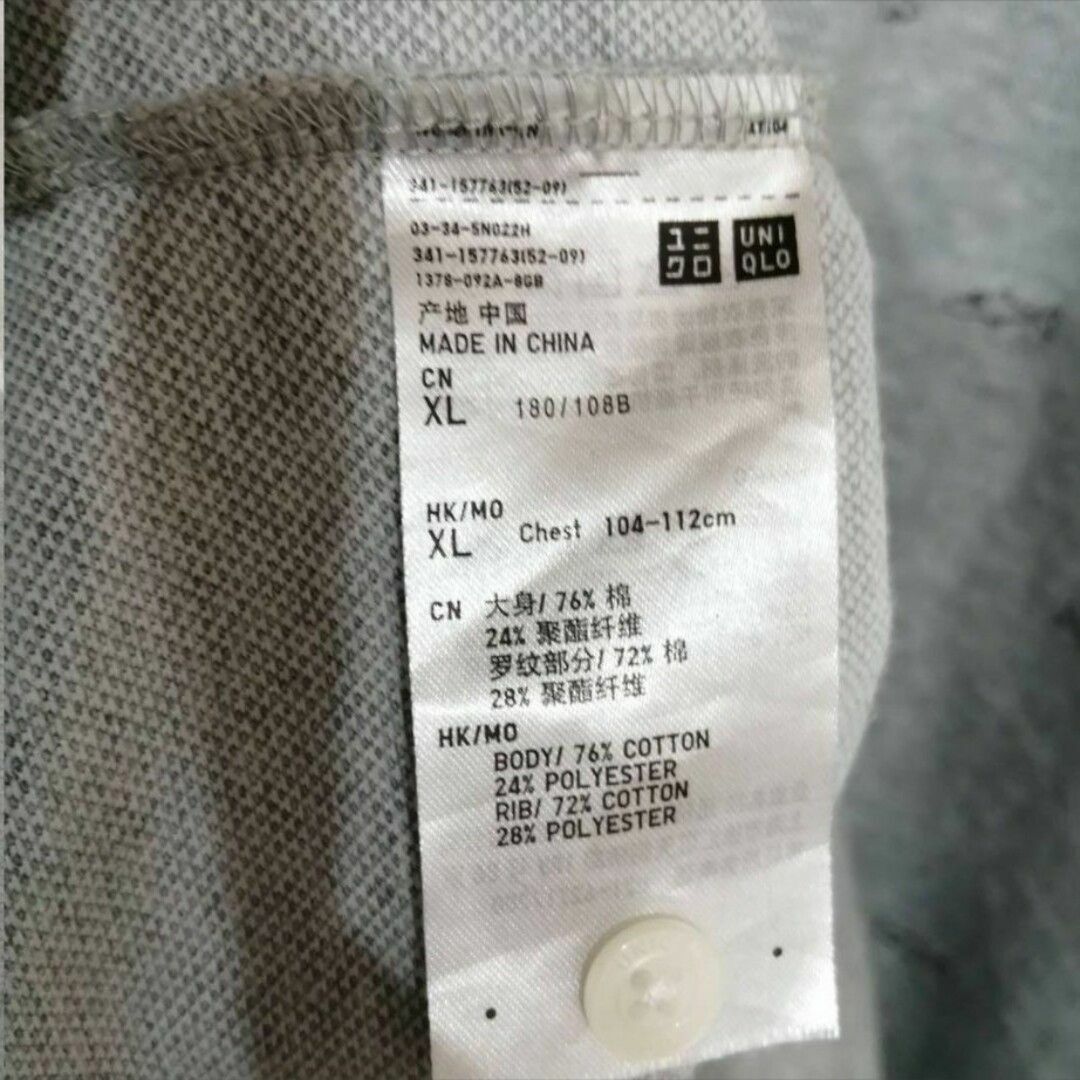 341-157763(52-09)
03-34-5N022H
341-157763(52-09)
1378-092A-8GB
ユニ
クロ
UNI
QLO
产地 中国
MADE IN CHINA
CN
XL 180/108B
HK/MO
XL Chest 104-112cm
CN 大身/ 76% 棉
24% 聚酯纤维
罗纹部分/ 72% 棉
28% 聚酯纤维
HK/MO
BODY/ 76% COTTON
24% POLYESTER
RIB/ 72% COTTON
28% POLYESTER